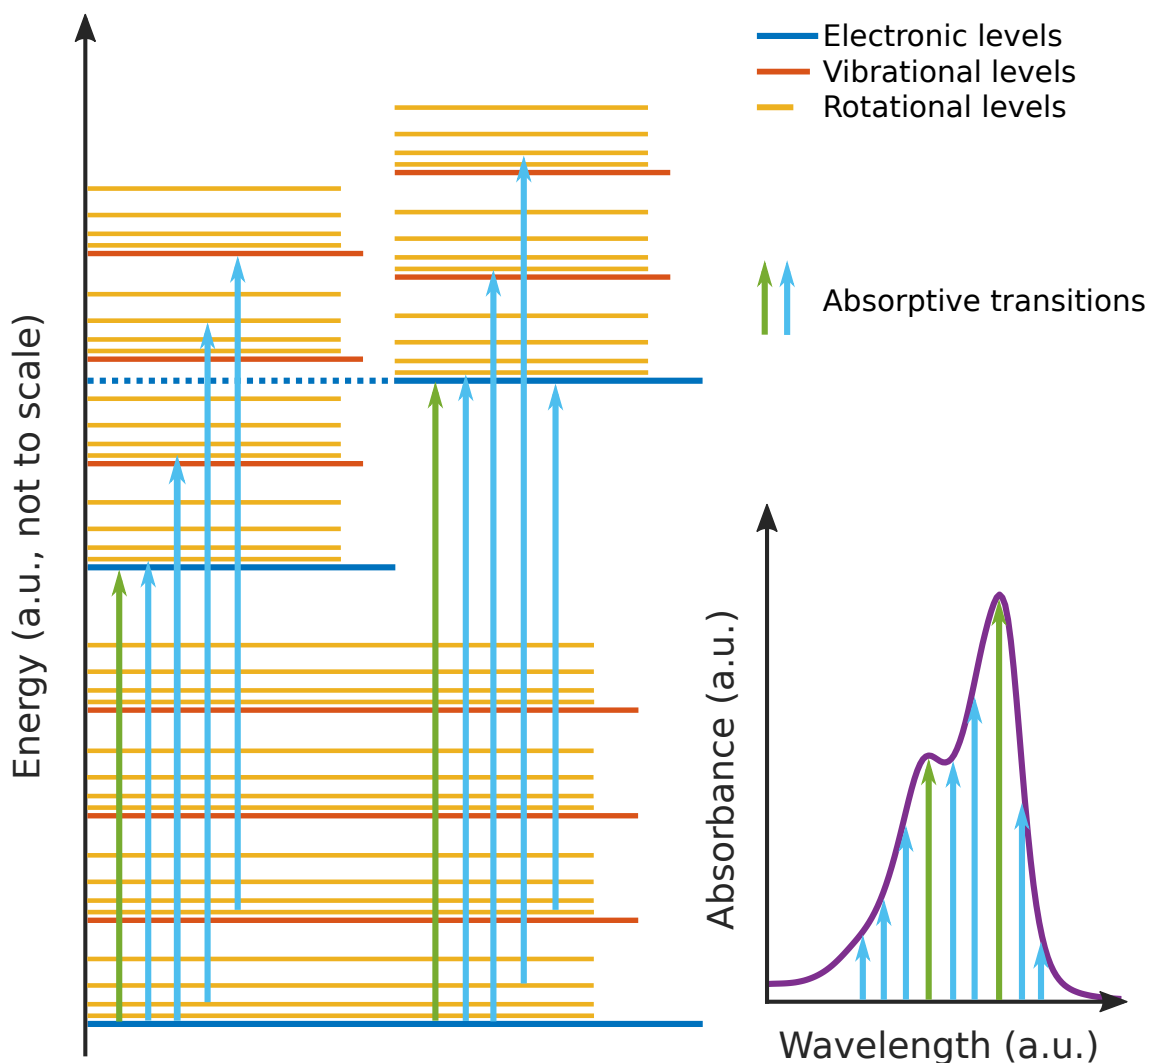 Electronic levels
Vibrational levels
Rotational levels
Absorptive transitions
Energy (a.u., not to scale)
Absorbance (a.u.)
Wavelength (a.u.)